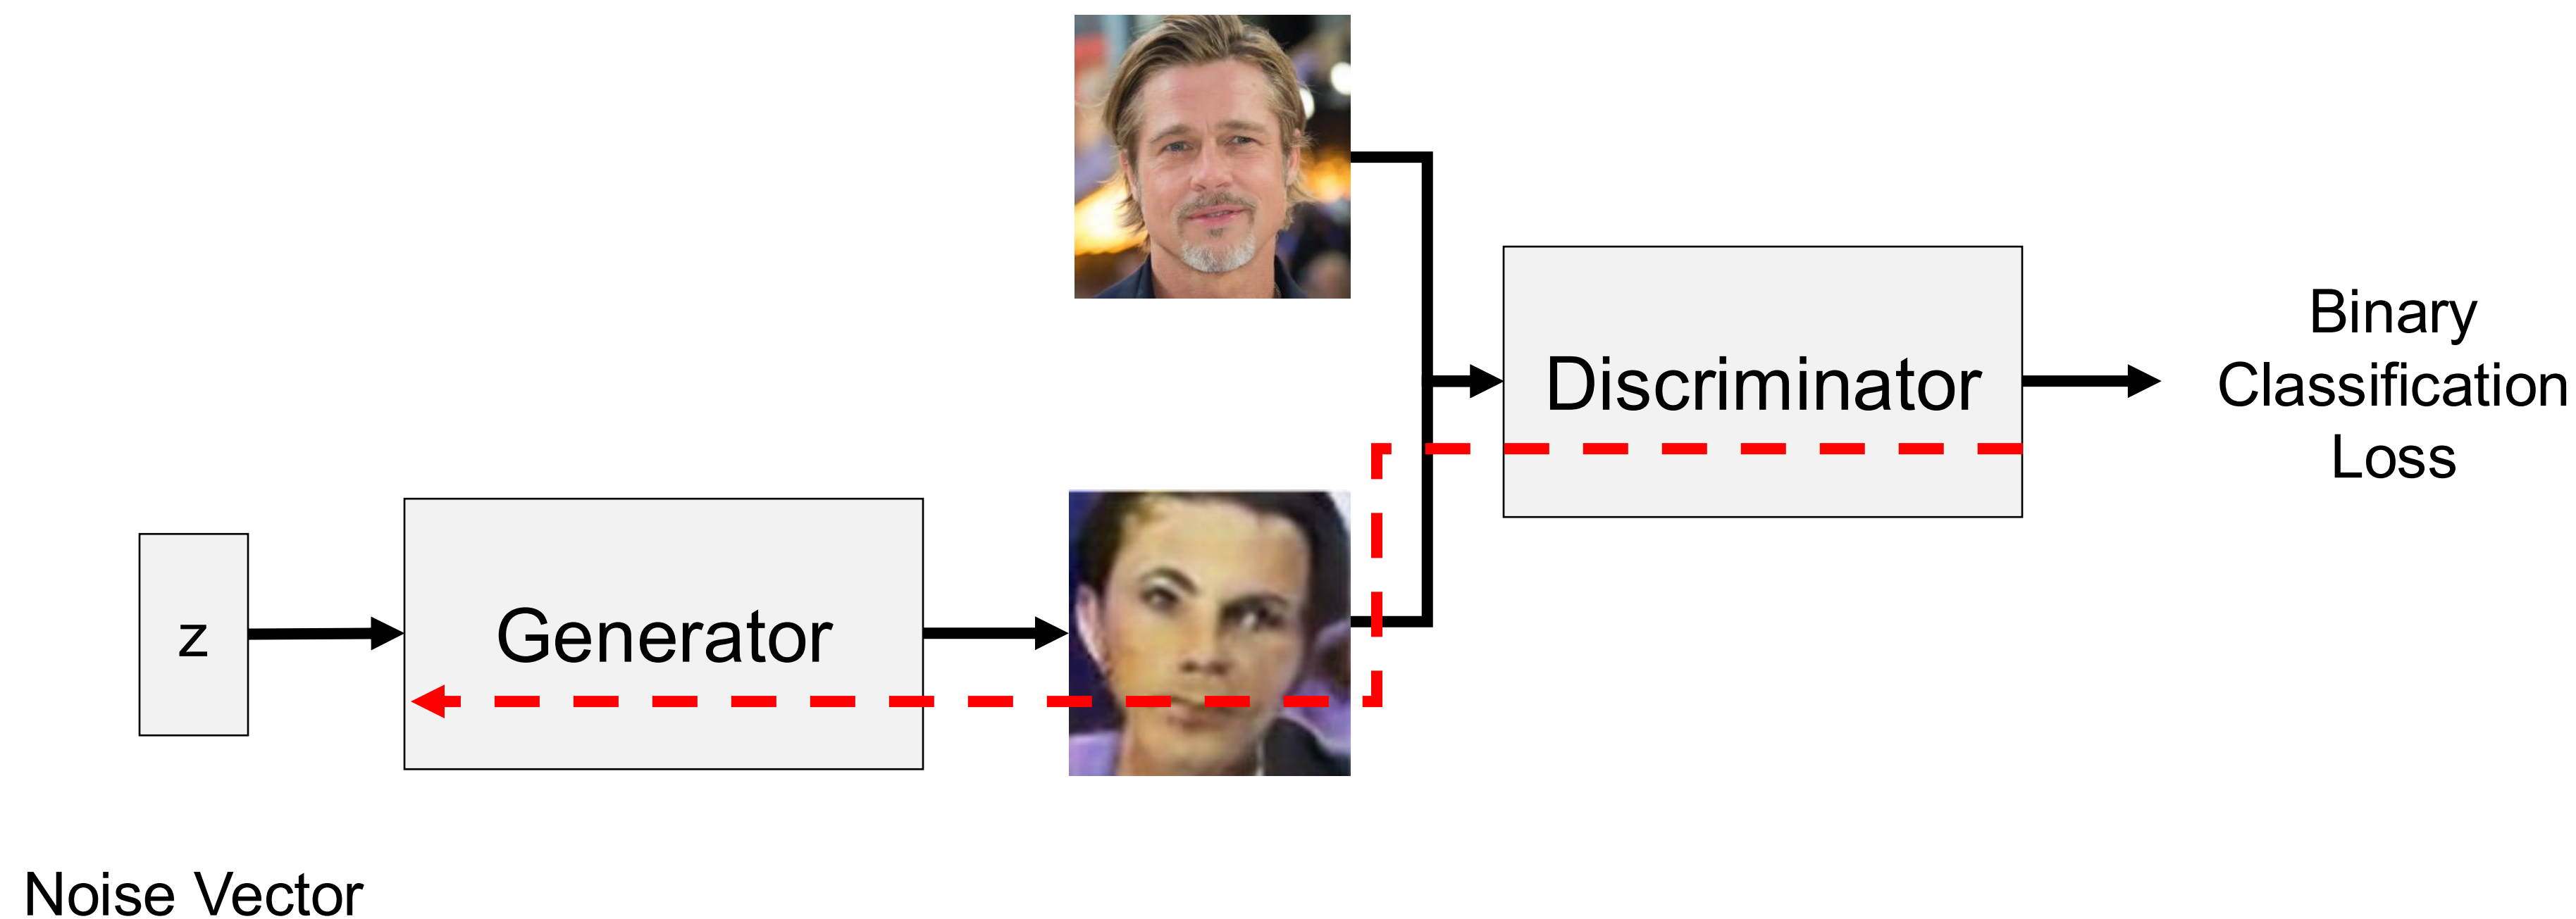 z
Generator
Discriminator
Binary
Classification
Loss
Noise Vector